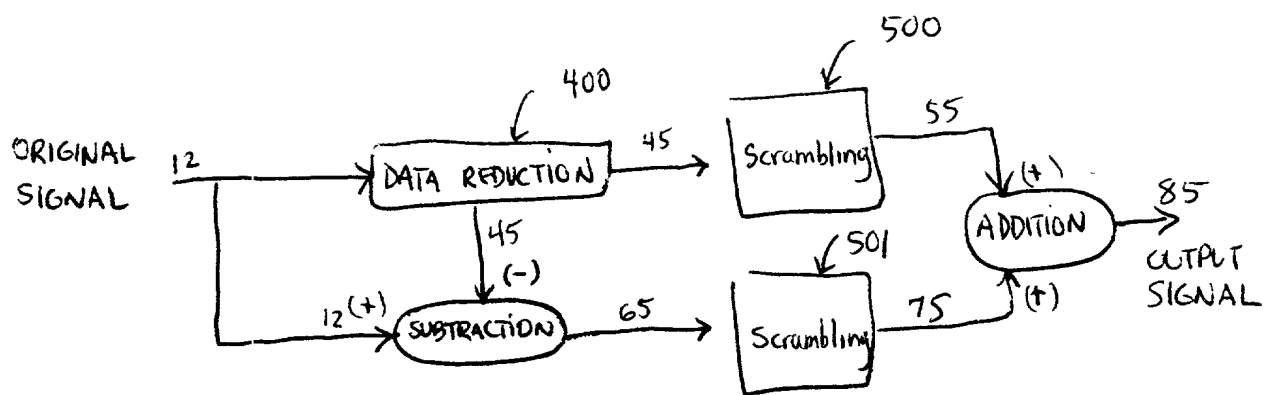 500
400
ORIGINAL
SIGNAL
12
DATA REDUCTION
45
Scrambling
55
(+)
ADDITION
85
OUTPUT
SIGNAL
45
(-)
12 (+)
SUBTRACTION
65
501
Scrambling
75
(+)